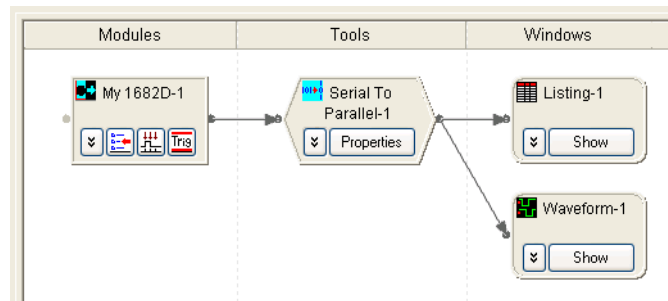 Modules
Tools
Windows
My 1682D-1
Trig
Serial To
Parallel-1
Properties
Listing-1
Show
Waveform-1
Show